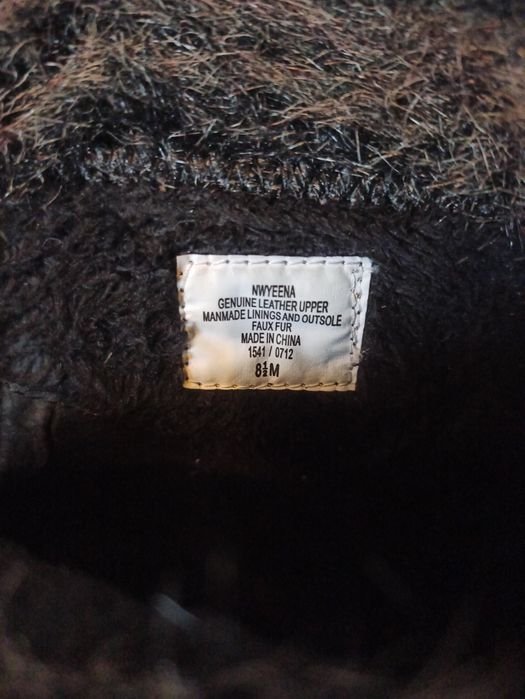 NWYEENA
GENUINE LEATHER UPPER
MANMADE LININGS AND OUTSOLE
FAUX FUR
MADE IN CHINA
1541 / 0712
8½M